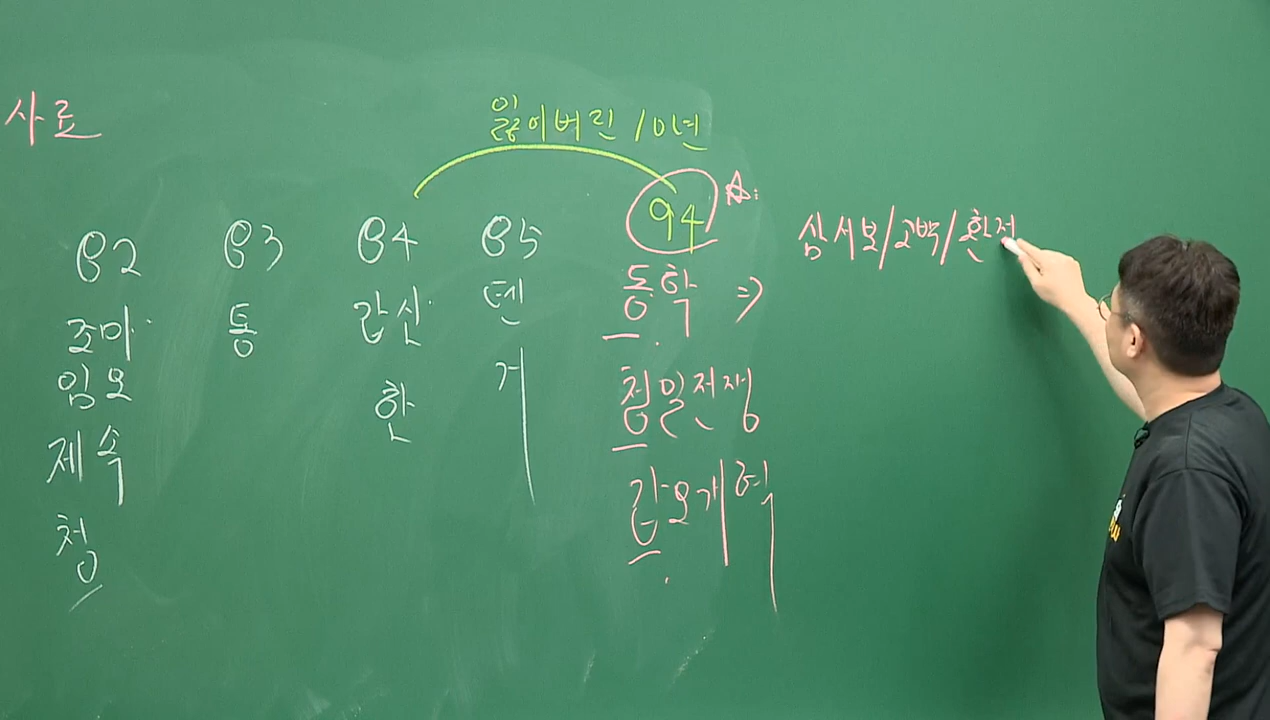 사료
잃어버린 10년
82 83 84 85 94 ☆:
조미 통 갑신 텐 동학 ⇒ 삼서보/고백/황전
임오 한 거 청일전쟁
제속 갑오개혁
청